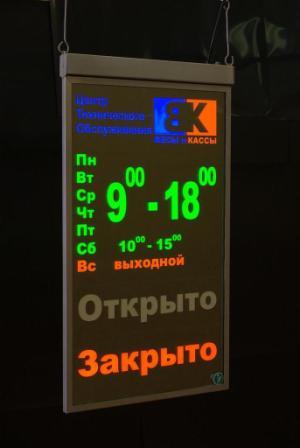 Центр
Технического
Обслуживания
ВК
ВЕСЫ и КАССЫ
Пн
Вт
Ср
Чт
Пт
9⁰⁰ - 18⁰⁰
Сб 10⁰⁰ - 15⁰⁰
Вс выходной
Открыто
Закрыто